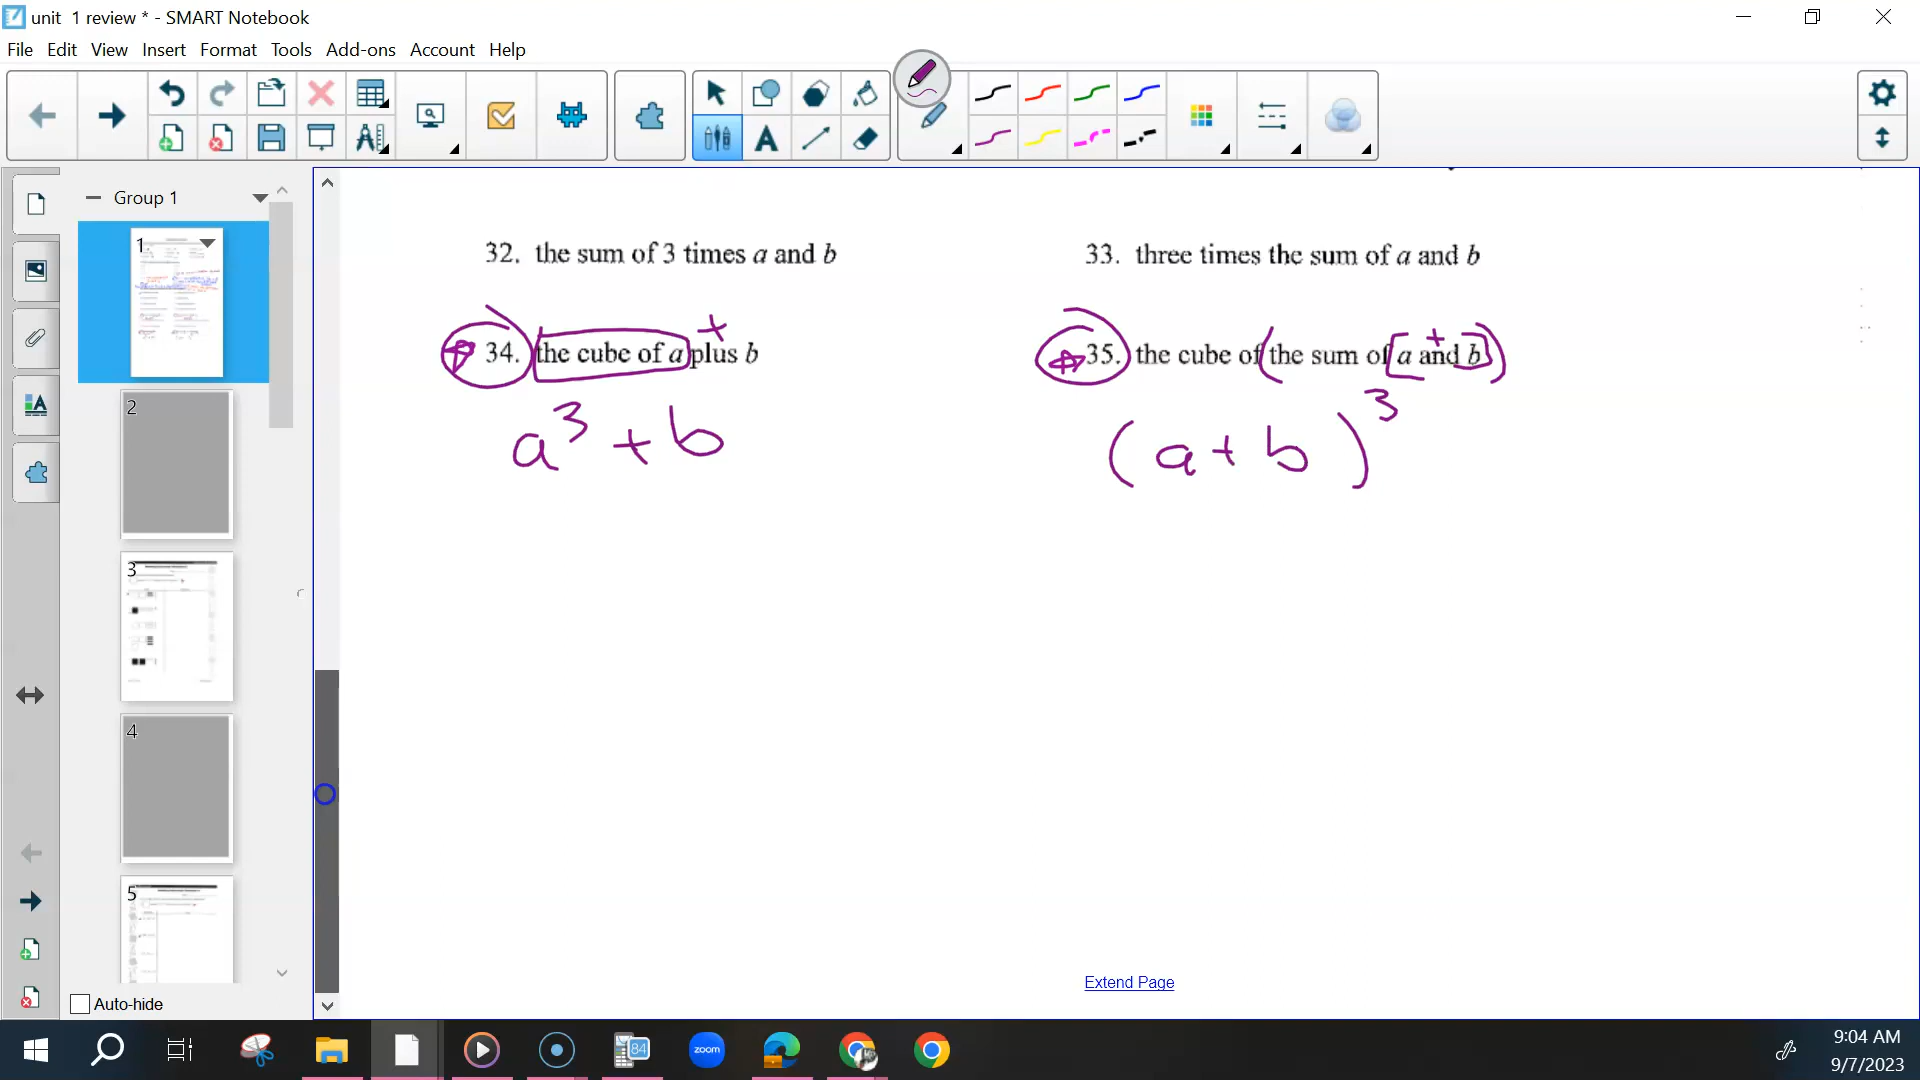 unit 1 review * - SMART Notebook
File Edit View Insert Format Tools Add-ons Account Help
Group 1
1
2
3
4
5
Auto-hide
32. the sum of 3 times a and b
33. three times the sum of a and b
+
34. the cube of a plus b
+
35. the cube of (the sum of [a and b])
a³ + b
(a + b)³
Extend Page
84
zoom
9:04 AM
9/7/2023